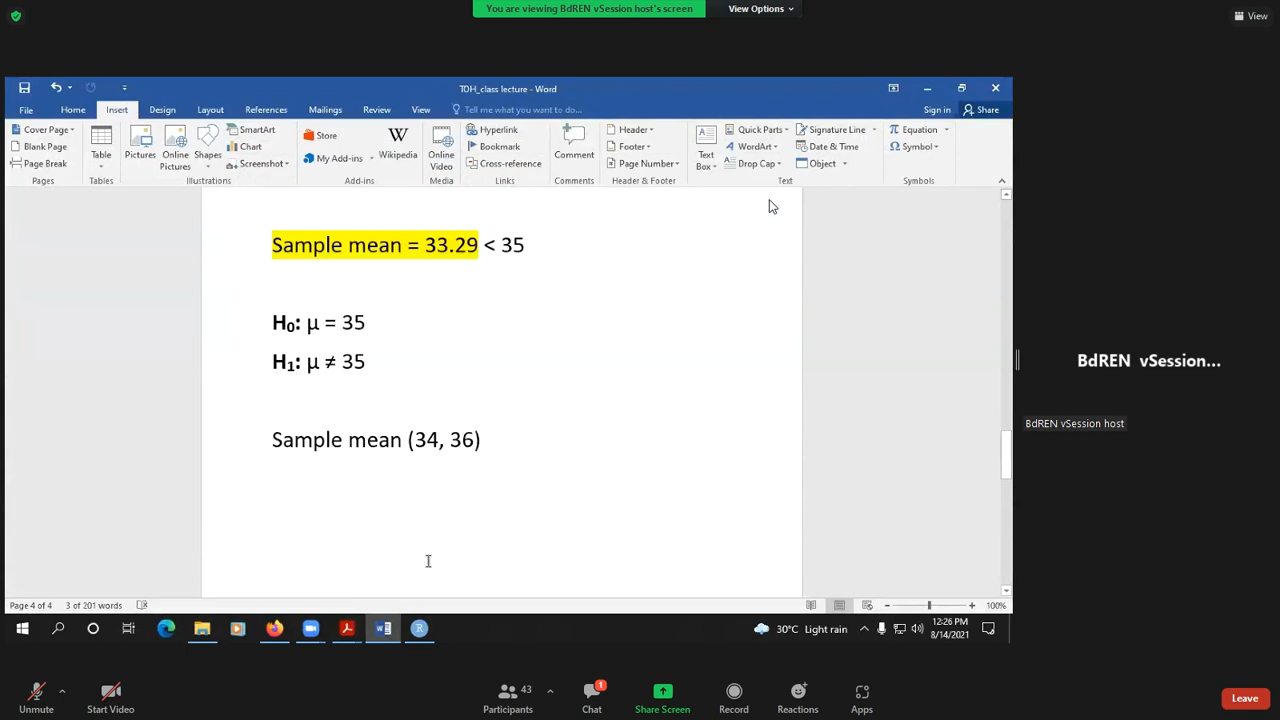 You are viewing BdREN vSession host's screen View Options
View
TOH_class lecture - Word
File Home Insert Design Layout References Mailings Review View Tell me what you want to do... Sign in Share
Cover Page
Blank Page
Page Break
Pages
Table
Tables
Pictures
Online Pictures
Shapes
SmartArt
Chart
Screenshot
Illustrations
Store
My Add-ins
Wikipedia
Add-ins
Online Video
Media
Hyperlink
Bookmark
Cross-reference
Links
Comment
Comments
Header
Footer
Page Number
Header & Footer
Text Box
Quick Parts
WordArt
Drop Cap
Signature Line
Date & Time
Object
Text
Equation
Symbol
Symbols
Sample mean = 33.29 < 35
H₀: μ = 35
H₁: μ ≠ 35
Sample mean (34, 36)
BdREN vSession...
BdREN vSession host
Page 4 of 4 3 of 201 words 100%
30°C Light rain
12:26 PM
8/14/2021
Unmute
Start Video
43
Participants
1
Chat
Share Screen
Record
Reactions
Apps
Leave